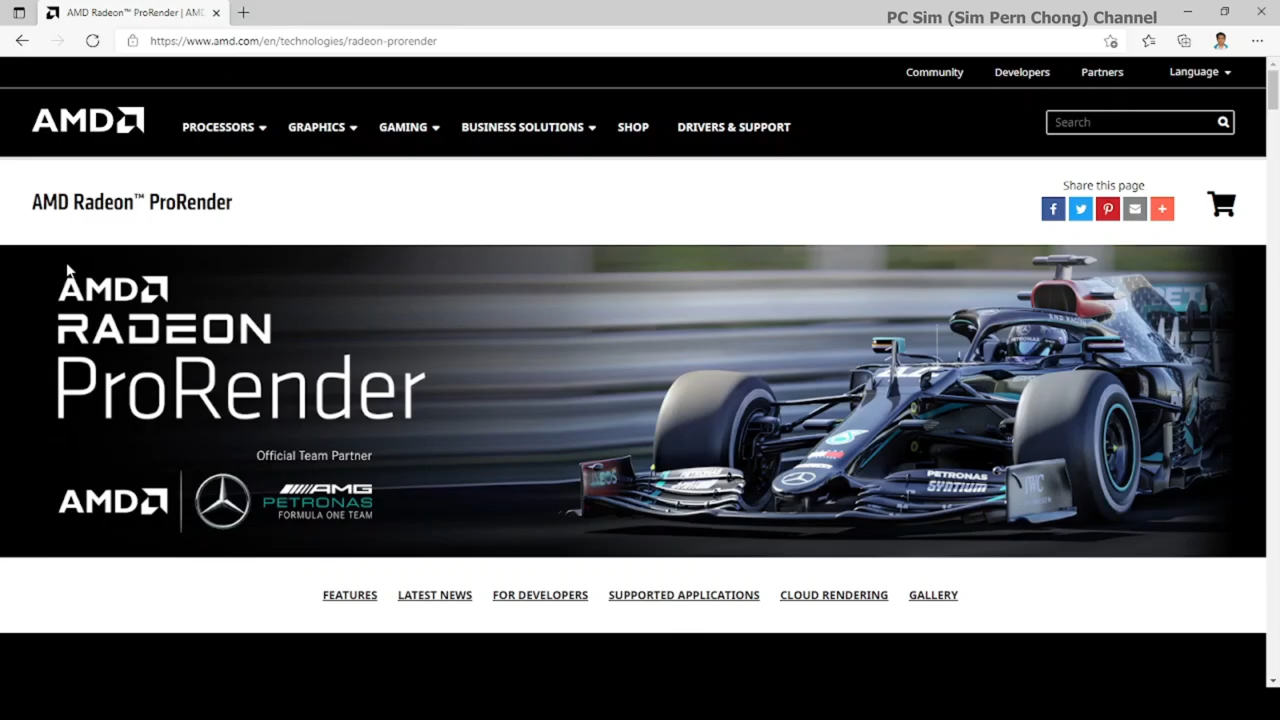 AMD Radeon™ ProRender | AMD
PC Sim (Sim Pern Chong) Channel
https://www.amd.com/en/technologies/radeon-prorender
Community Developers Partners Language
AMD PROCESSORS GRAPHICS GAMING BUSINESS SOLUTIONS SHOP DRIVERS & SUPPORT Search
Share this page
AMD Radeon™ ProRender
AMD
RADEON
ProRender
Official Team Partner
AMD
AMG
PETRONAS
FORMULA ONE TEAM
PETRONAS
SYNTIUM
FEATURES LATEST NEWS FOR DEVELOPERS SUPPORTED APPLICATIONS CLOUD RENDERING GALLERY